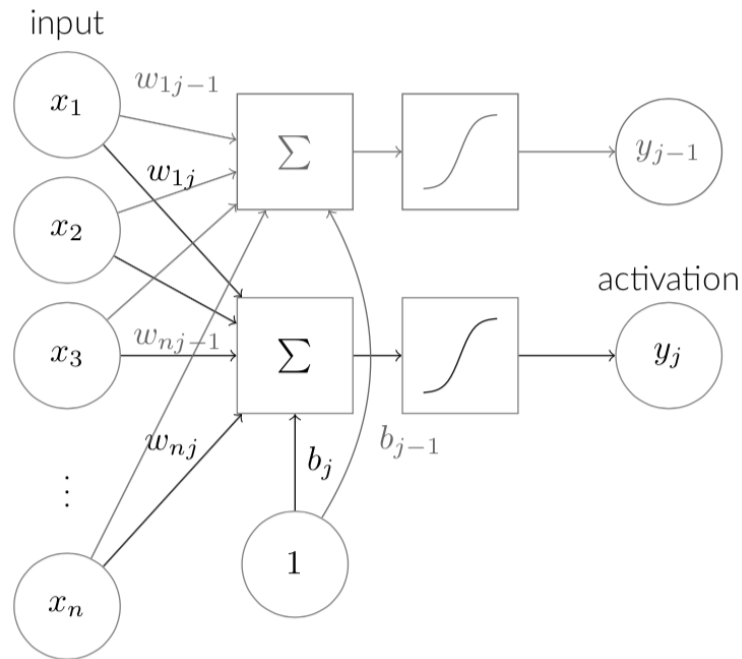 input
x₁
w₁ⱼ₋₁
∑
yⱼ₋₁
w₁ⱼ
x₂
activation
x₃
wₙⱼ₋₁
∑
yⱼ
wₙⱼ
bⱼ
bⱼ₋₁
⋮
1
xₙ